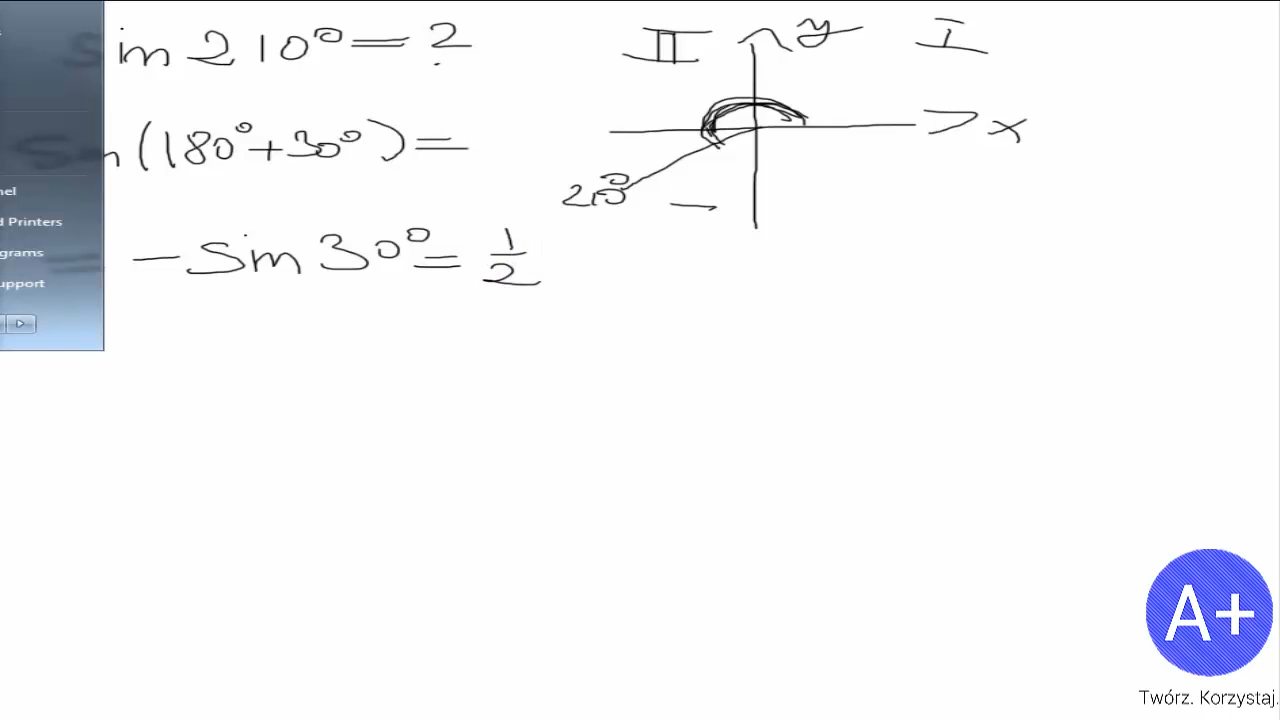 sin 210° = ?
II y I
sin (180° + 30°) =
x
210°
−
= − sin 30° = 1/2
nel
d Printers
grams
upport
A+
Twórz. Korzystaj.